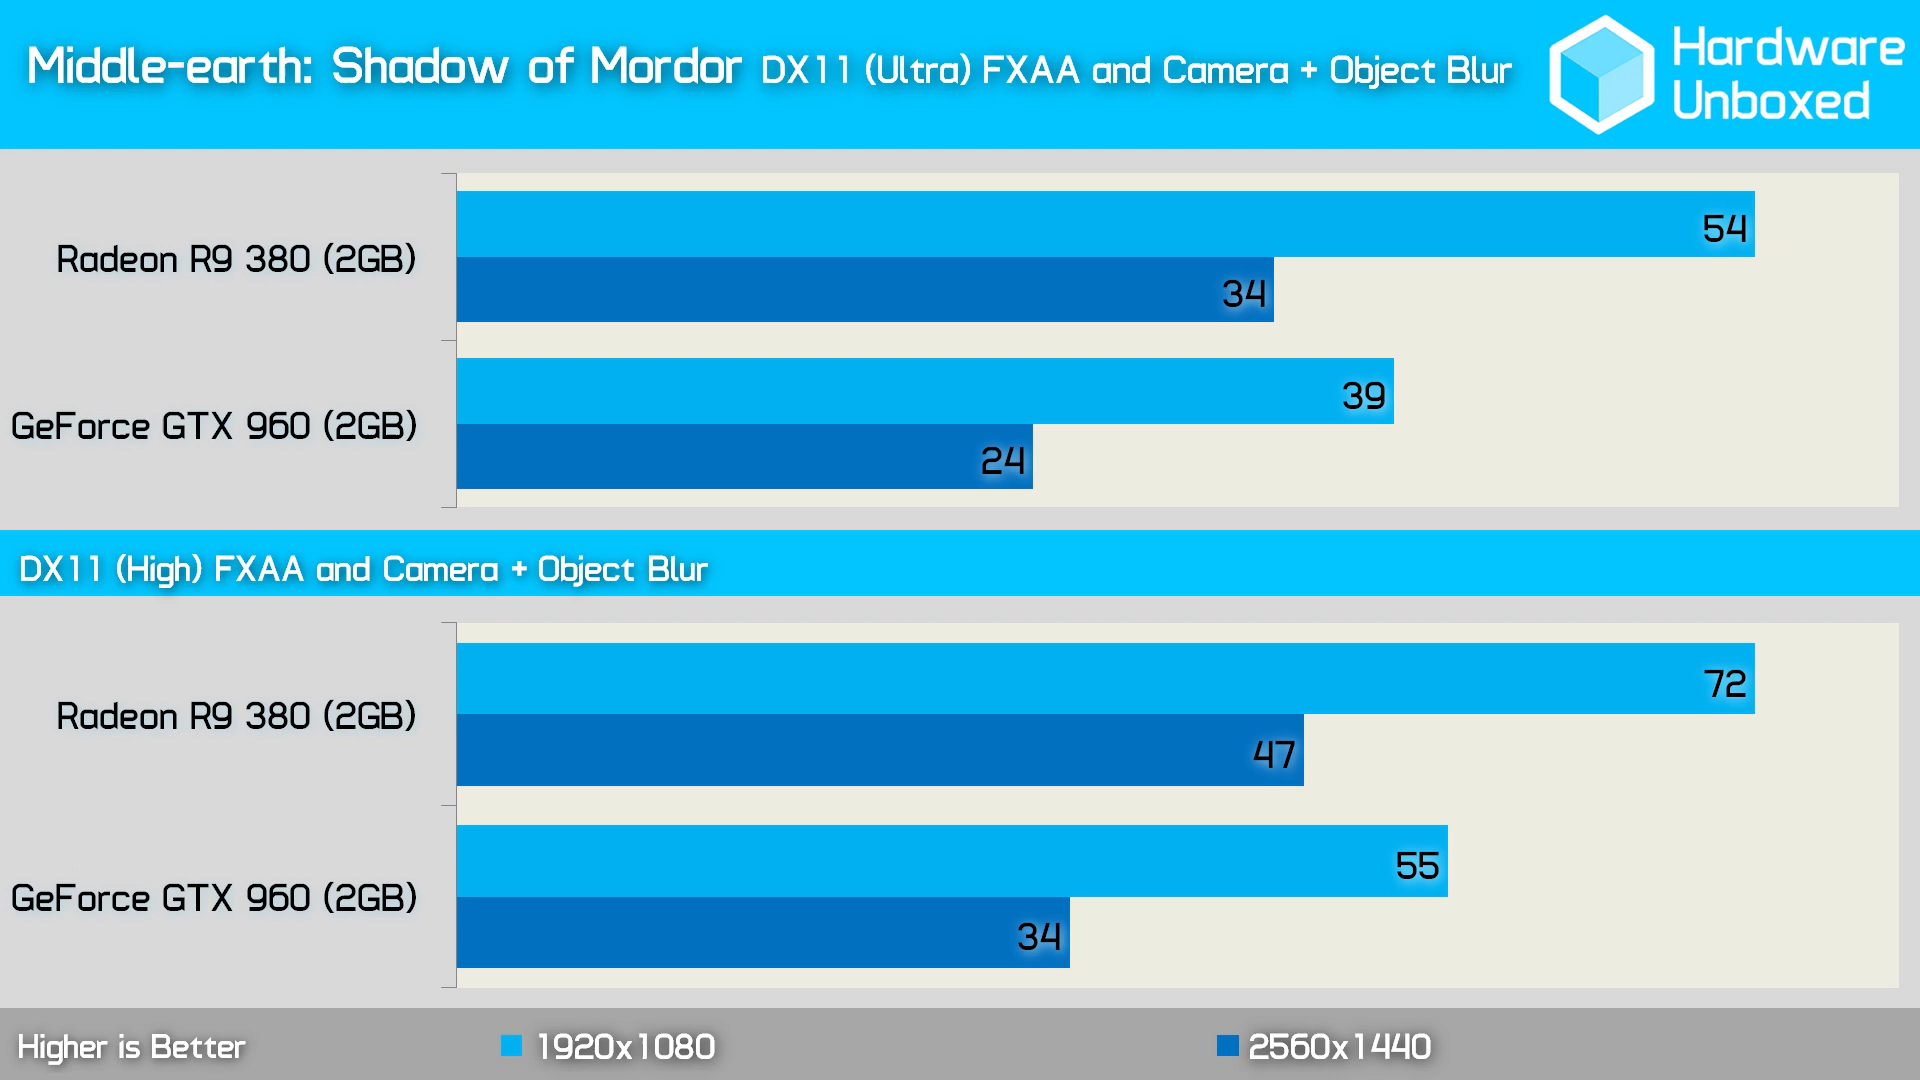 Middle-earth: Shadow of Mordor DX11 (Ultra) FXAA and Camera + Object Blur
Hardware
Unboxed
Radeon R9 380 (2GB)
54
34
GeForce GTX 960 (2GB)
39
24
DX11 (High) FXAA and Camera + Object Blur
Radeon R9 380 (2GB)
72
47
GeForce GTX 960 (2GB)
55
34
Higher is Better
1920x1080
2560x1440